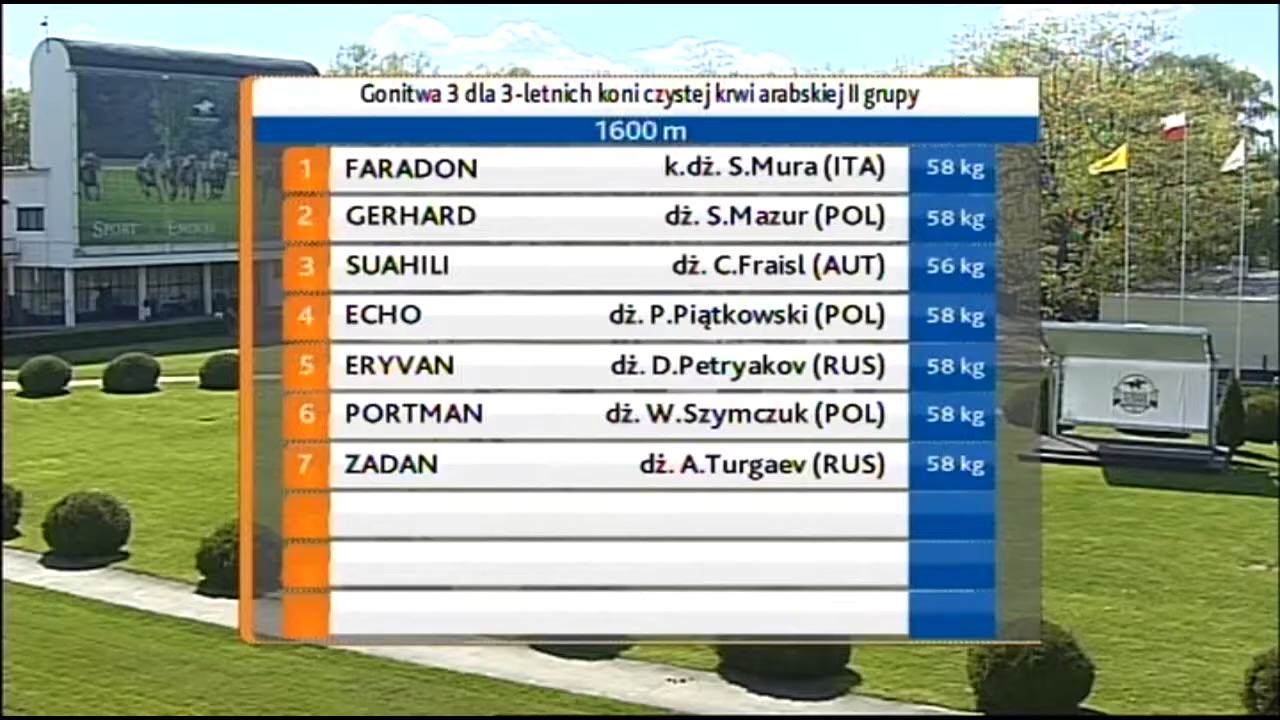 Gonitwa 3 dla 3-letnich koni czystej krwi arabskiej II grupy
1600 m
1 FARADON k.dż. S.Mura (ITA) 58 kg
2 GERHARD dż. S.Mazur (POL) 58 kg
3 SUAHILI dż. C.Fraisl (AUT) 56 kg
4 ECHO dż. P.Piątkowski (POL) 58 kg
5 ERYVAN dż. D.Petryakov (RUS) 58 kg
6 PORTMAN dż. W.Szymczuk (POL) 58 kg
7 ZADAN dż. A.Turgaev (RUS) 58 kg
SPORT